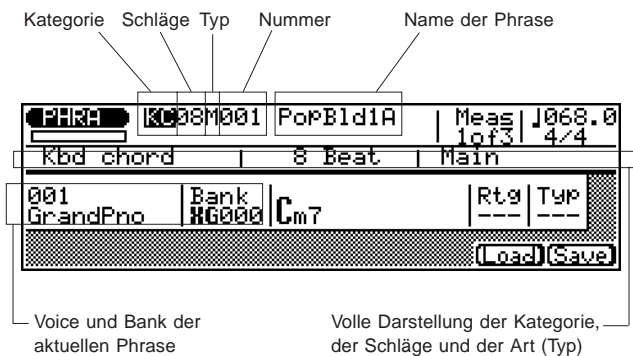 Kategorie Schläge Typ Nummer Name der Phrase
PHRA KC08M001 PopBld1A Meas ♩068.0
1of3 4/4
Kbd chord 8 Beat Main
001 Bank Rtg Typ
GrandPno XG000 Cm7 --- ---
(Load)(Save)
Voice und Bank der Volle Darstellung der Kategorie,
aktuellen Phrase der Schläge und der Art (Typ)